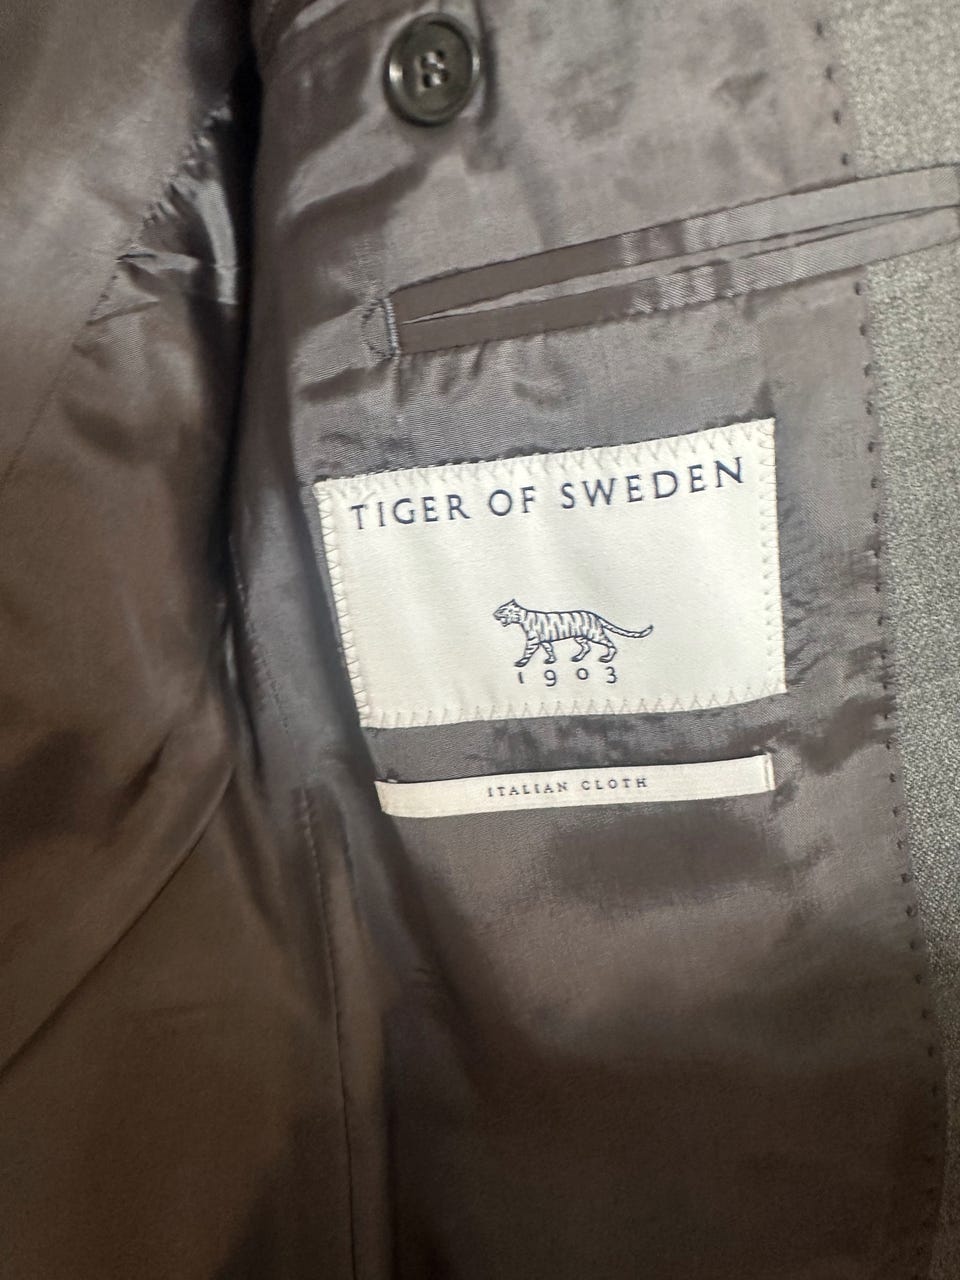 TIGER OF SWEDEN
1903
ITALIAN CLOTH